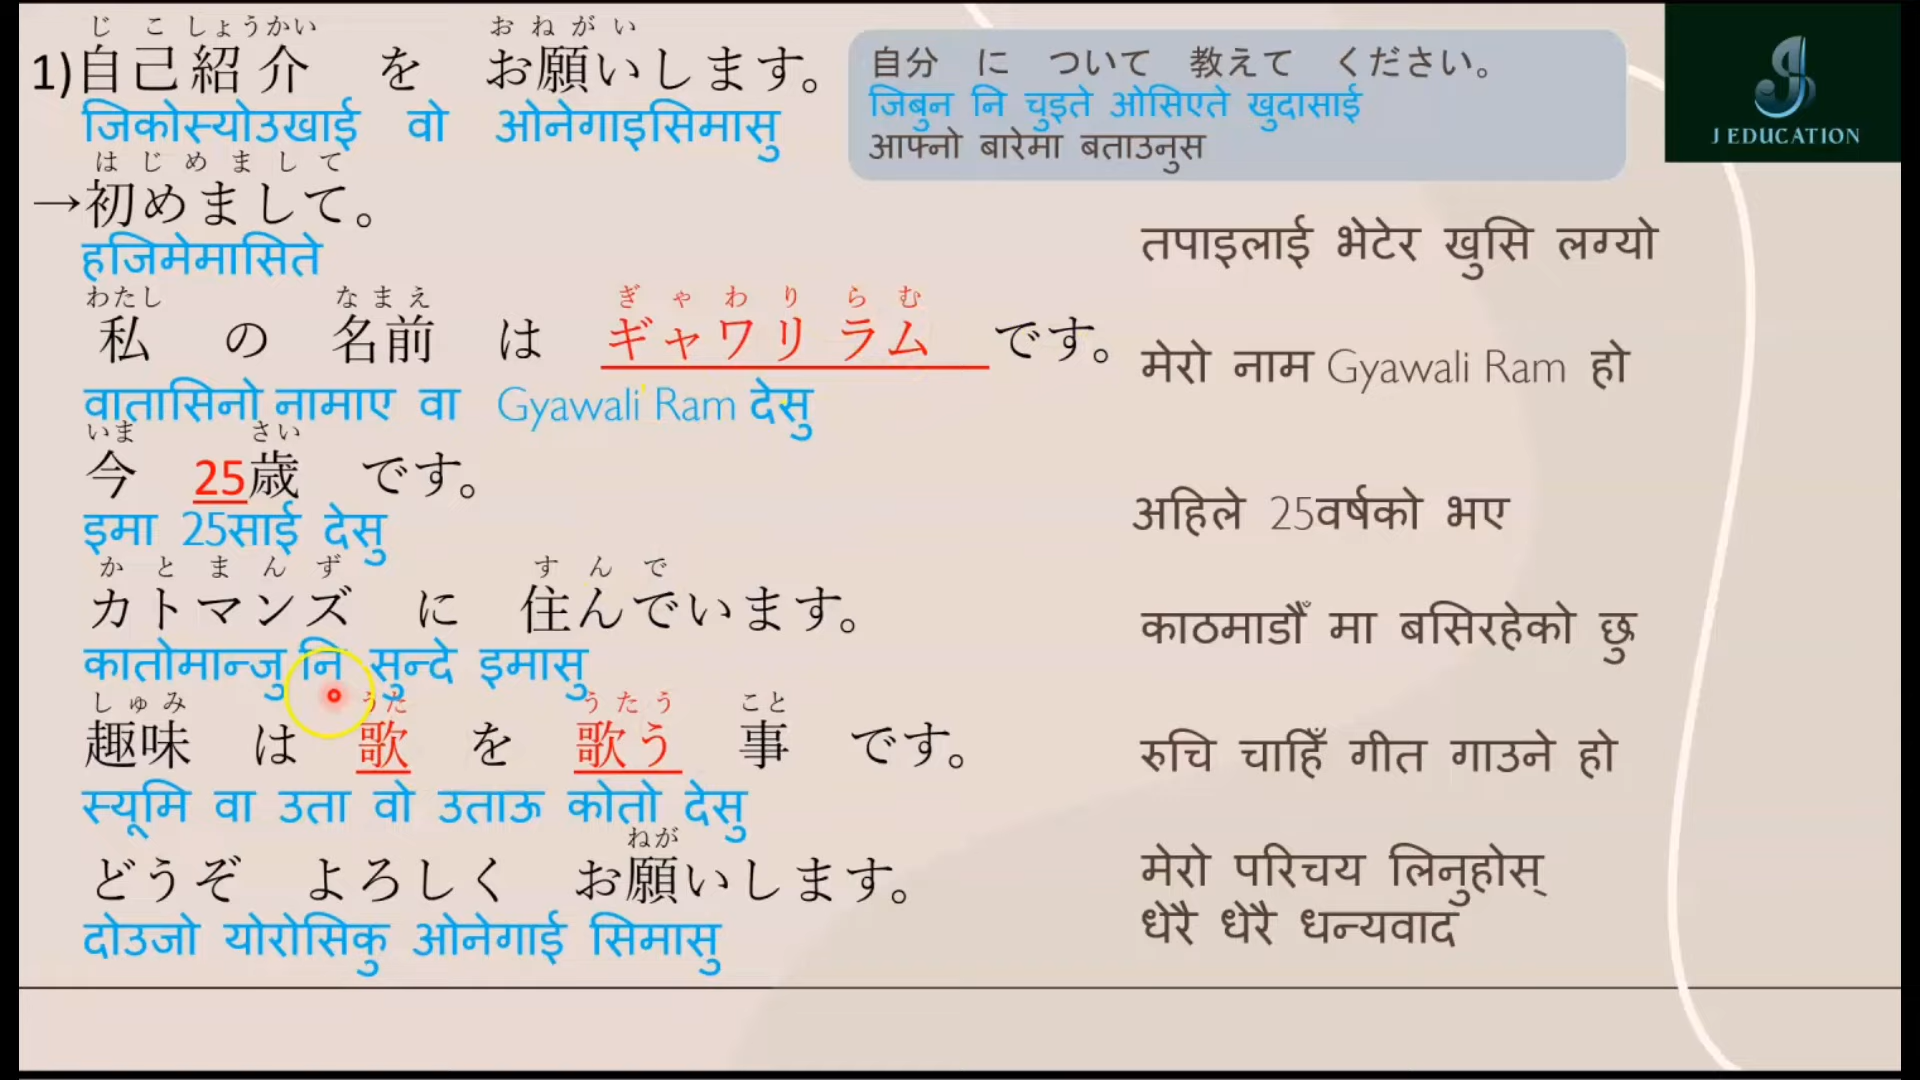 じ こ しょうかい　お ね が い
1)自己紹介　を　お願いします。
जिकोस्योउखाई वो ओनेगाइसिमासु
は じ め ま し て
→初めまして。
हजिमेमासिते
わたし　な ま え　ぎ ゃ わ り ら む
私　の　名前　は　ギャワリ ラム　です。
वातासिनो नामाए वा Gyawali Ram देसु
いま　さい
今　25歳　です。
इमा 25साई देसु
か と ま ん ず　す ん で
カトマンズ　に　住んでいます。
कातोमान्जु नि सुन्दे इमासु
し ゅ み　うた　う た う　こと
趣味　は　歌　を　歌う　事　です。
स्यूमि वा उता वो उताऊ कोतो देसु
ねが
どうぞ　よろしく　お願いします。
दोउजो योरोसिकु ओनेगाई सिमासु
自分　に　ついて　教えて　ください。
जिबुन नि चुइते ओसिएते खुदासाई
आफ्नो बारेमा बताउनुस
J EDUCATION
तपाइलाई भेटेर खुसि लग्यो
मेरो नाम Gyawali Ram हो
अहिले 25वर्षको भए
काठमाडौँ मा बसिरहेको छु
रुचि चाहिँ गीत गाउने हो
मेरो परिचय लिनुहोस्
धेरै धेरै धन्यवाद